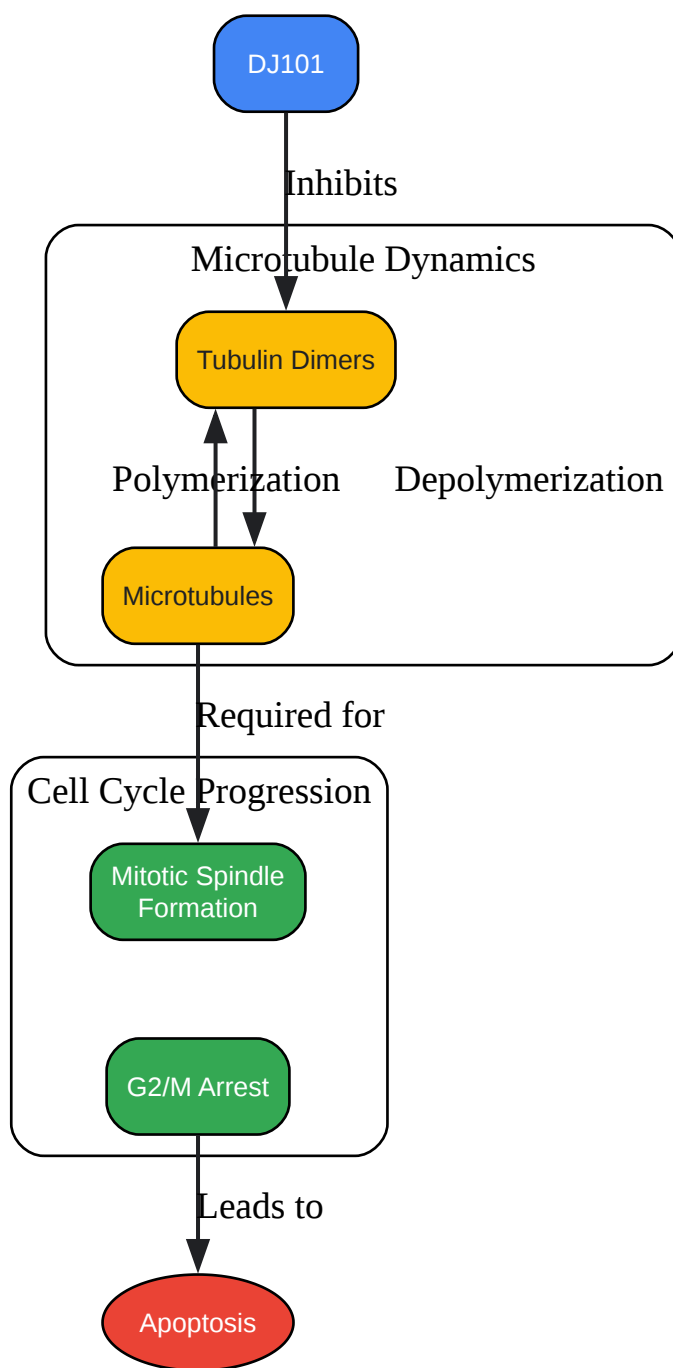 DJ101
Inhibits
Microtubule Dynamics
Tubulin Dimers
Polymerization
Depolymerization
Microtubules
Required for
Cell Cycle Progression
Mitotic Spindle
Formation
G2/M Arrest
Leads to
Apoptosis